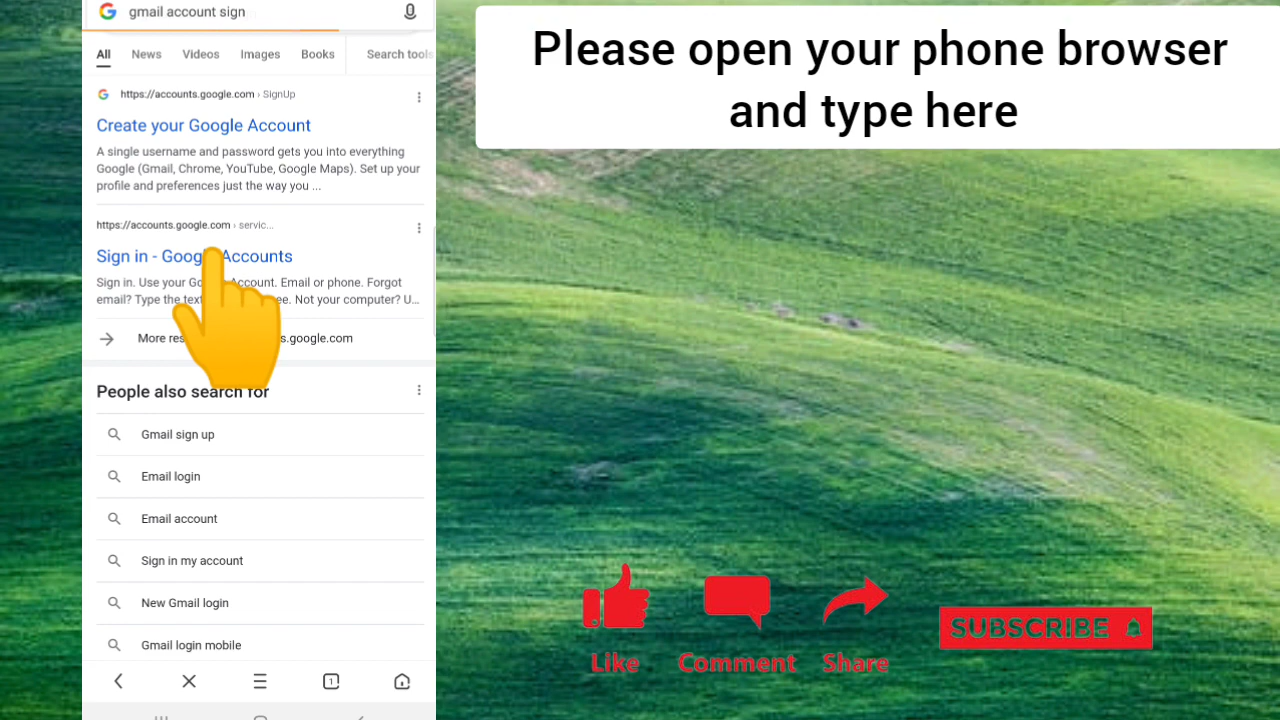 gmail account sign
All News Videos Images Books Search tools
https://accounts.google.com › SignUp
Create your Google Account
A single username and password gets you into everything
Google (Gmail, Chrome, YouTube, Google Maps). Set up your
profile and preferences just the way you ...
https://accounts.google.com › servic...
Sign in - Goog Accounts
Sign in. Use your Go Account. Email or phone. Forgot
email? Type the text ee. Not your computer? U...
More res s.google.com
People also search for
Gmail sign up
Email login
Email account
Sign in my account
New Gmail login
Gmail login mobile
1
Please open your phone browser
and type here
Like Comment Share
SUBSCRIBE